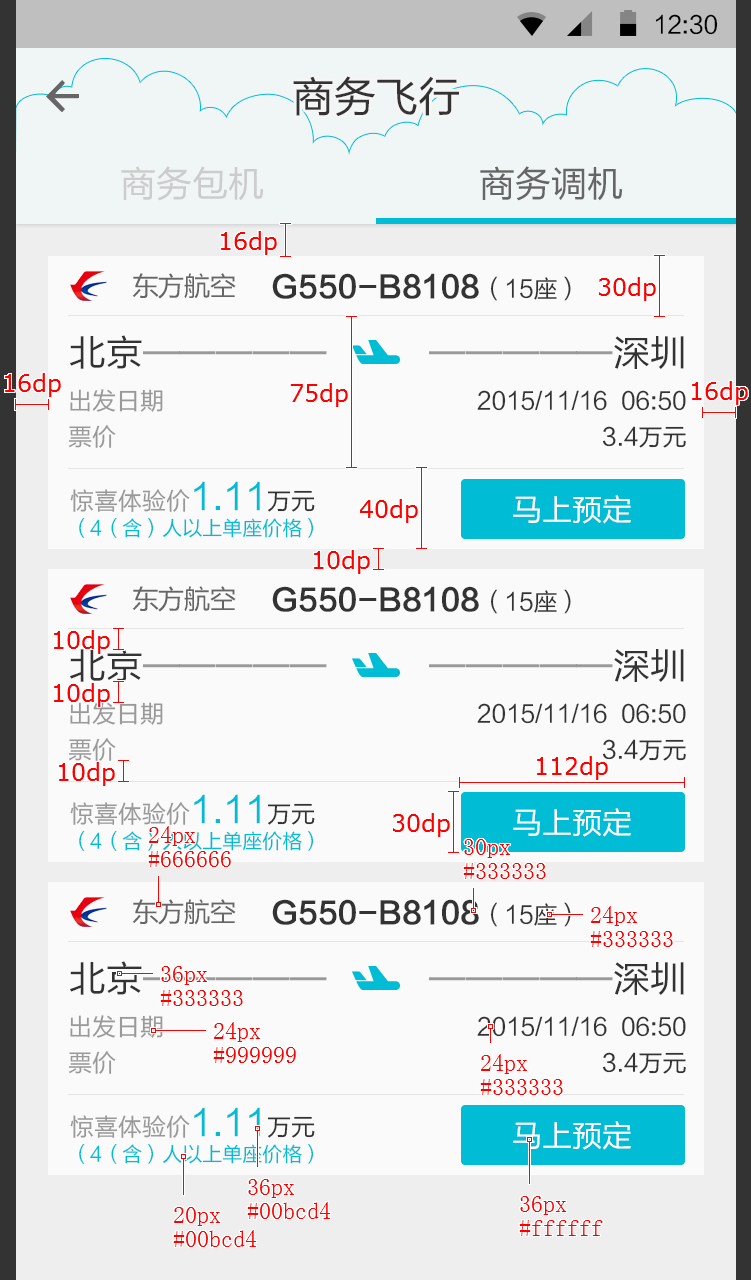 12:30
商务飞行
商务包机
商务调机
16dp
东方航空 G550-B8108（15座） 30dp
北京 深圳
16dp 75dp 16dp
出发日期 2015/11/16 06:50
票价 3.4万元
惊喜体验价1.11万元 40dp 马上预定
（4（含）人以上单座价格）
10dp
东方航空 G550-B8108（15座）
10dp
北京 深圳
10dp
出发日期 2015/11/16 06:50
票价 3.4万元
10dp 112dp
惊喜体验价1.11万元 30dp 马上预定
（4（含）人以上单座价格）
24px
#666666
30px
#333333
东方航空 G550-B8108（15座） 24px
#333333
北京 36px 深圳
#333333
出发日期 24px 2015/11/16 06:50
#999999
票价 24px 3.4万元
#333333
惊喜体验价1.11万元 马上预定
（4（含）人以上单座价格）
36px
#00bcd4
20px
#00bcd4
36px
#ffffff